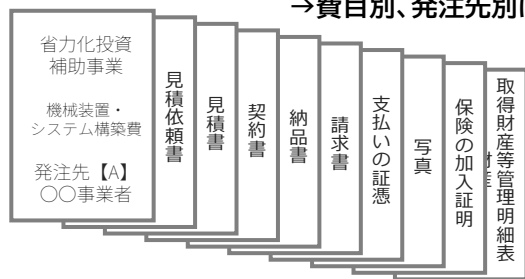 →費目別、発注先別に
省力化投資
補助事業
機械装置・
システム構築費
発注先【A】
〇〇事業者
見積依頼書
見積書
契約書
納品書
請求書
支払いの証憑
写真
保険の加入証明
取得財産等管理明細表